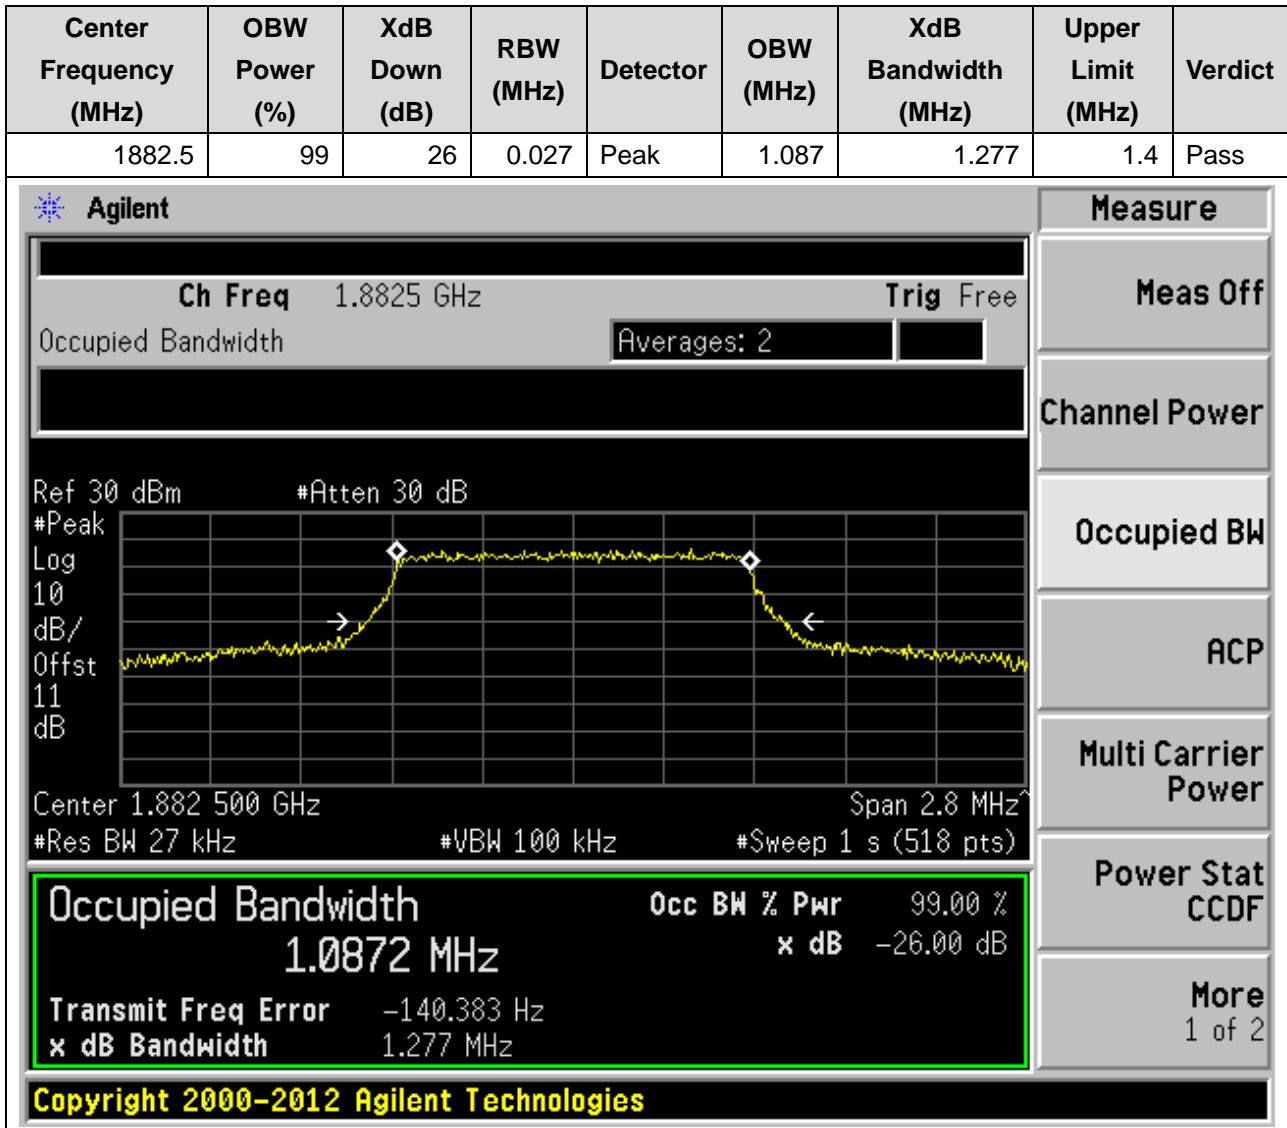 Center Frequency (MHz) OBW Power (%) XdB Down (dB) RBW (MHz) Detector OBW (MHz) XdB Bandwidth (MHz) Upper Limit (MHz) Verdict
1882.5 99 26 0.027 Peak 1.087 1.277 1.4 Pass
Agilent
Measure
Ch Freq 1.8825 GHz Trig Free
Occupied Bandwidth Averages: 2
Meas Off
Channel Power
Occupied BW
ACP
Multi Carrier
Power
Power Stat
CCDF
More
1 of 2
Ref 30 dBm #Atten 30 dB
#Peak
Log
10
dB/
Offst
11
dB
Center 1.882 500 GHz Span 2.8 MHz^
#Res BW 27 kHz #VBW 100 kHz #Sweep 1 s (518 pts)
Occupied Bandwidth Occ BW % Pwr 99.00 %
1.0872 MHz x dB -26.00 dB
Transmit Freq Error -140.383 Hz
x dB Bandwidth 1.277 MHz
Copyright 2000-2012 Agilent Technologies